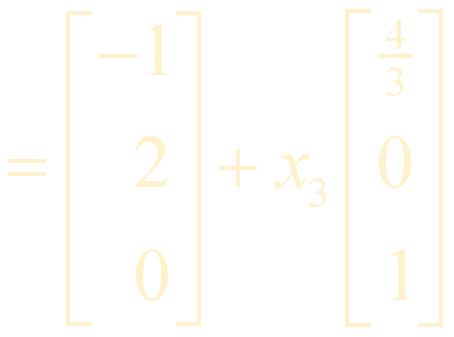 = [ −1 2 0 ] + x₃ [ 4/3 0 1 ]